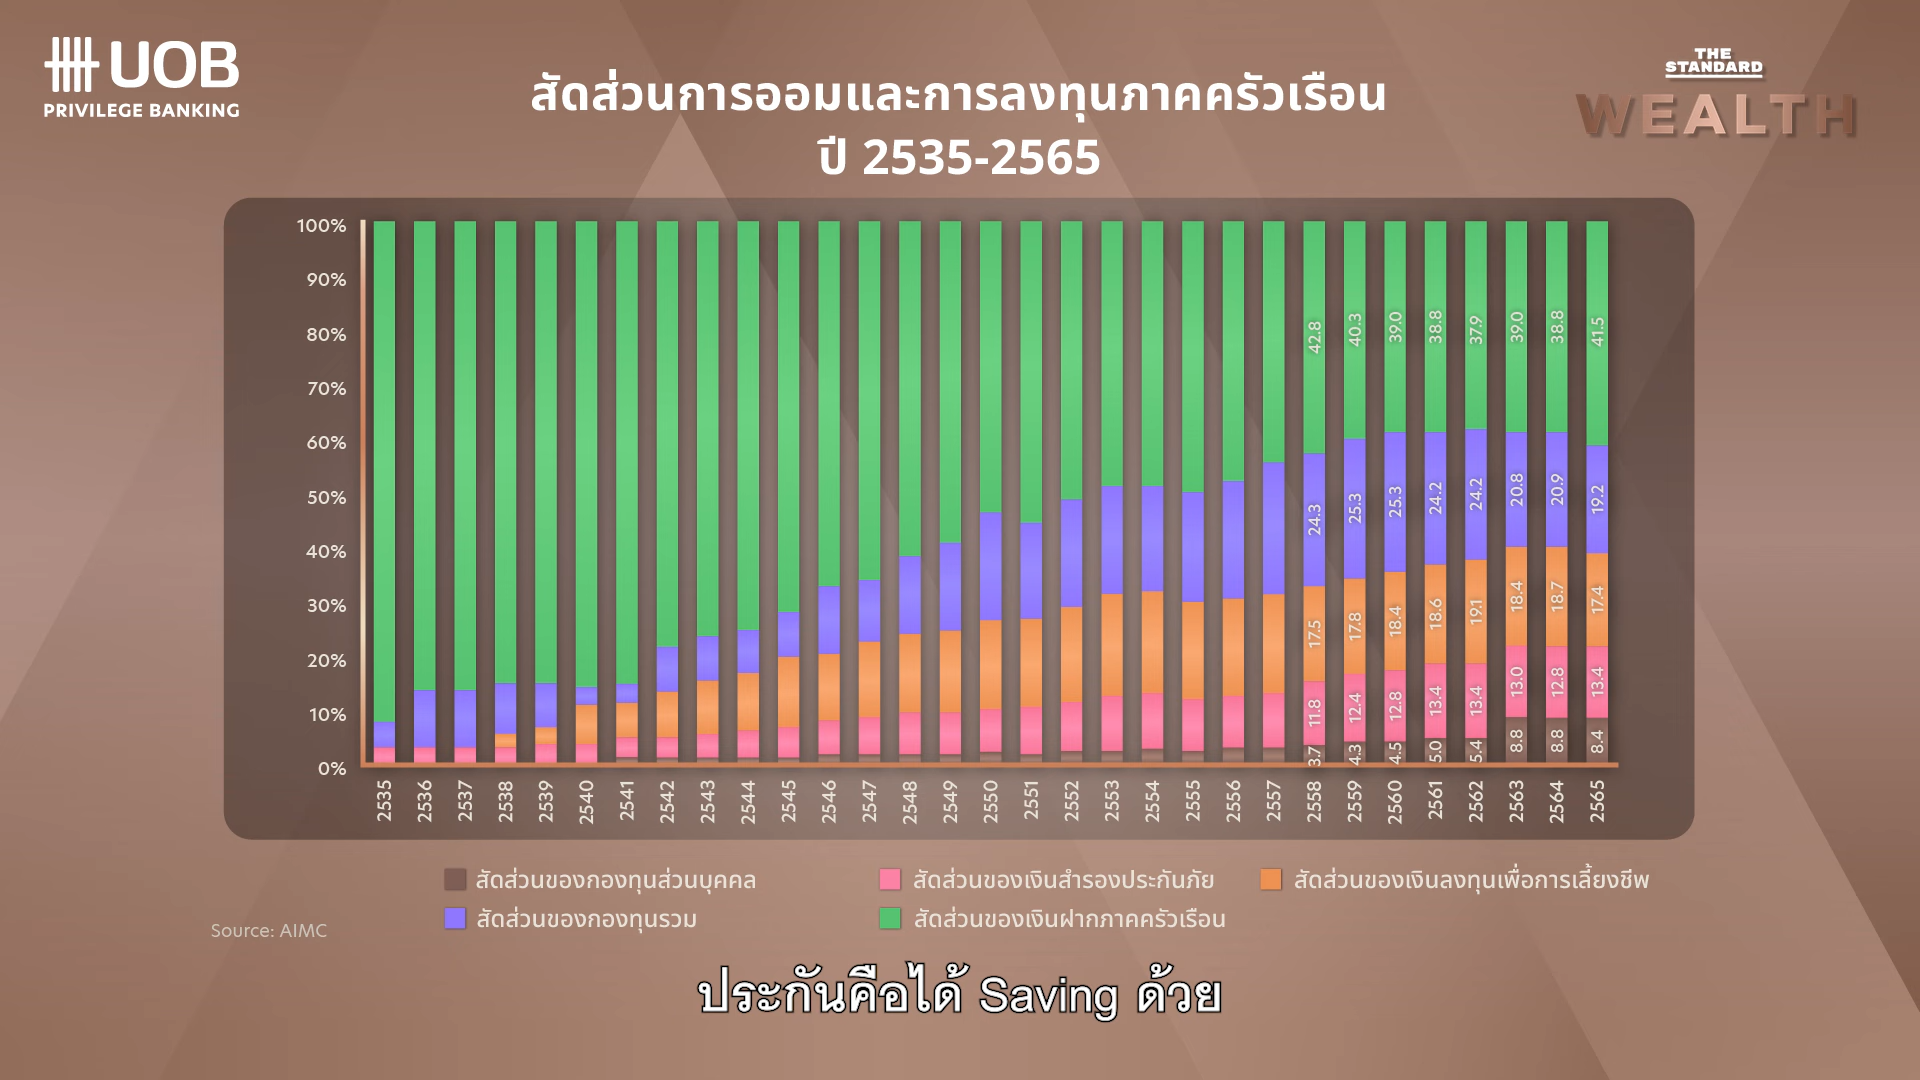 UOB
PRIVILEGE BANKING
THE
STANDARD
WEALTH
สัดส่วนการออมและการลงทุนภาคครัวเรือน
ปี 2535-2565
100%
90%
80%
70%
60%
50%
40%
30%
20%
10%
0%
42.8 40.3 39.0 38.8 37.9 39.0 38.8 41.5
24.3 25.3 25.3 24.2 24.2 20.8 20.9 19.2
17.5 17.8 18.4 18.6 19.1 18.4 18.7 17.4
11.8 12.4 12.8 13.4 13.4 13.0 12.8 13.4
3.7 4.3 4.5 5.0 5.4 8.8 8.8 8.4
2535 2536 2537 2538 2539 2540 2541 2542 2543 2544 2545 2546 2547 2548 2549 2550 2551 2552 2553 2554 2555 2556 2557 2558 2559 2560 2561 2562 2563 2564 2565
สัดส่วนของกองทุนส่วนบุคคล สัดส่วนของเงินสำรองประกันภัย สัดส่วนของเงินลงทุนเพื่อการเลี้ยงชีพ
สัดส่วนของกองทุนรวม สัดส่วนของเงินฝากภาคครัวเรือน
Source: AIMC
ประกันคือได้ Saving ด้วย